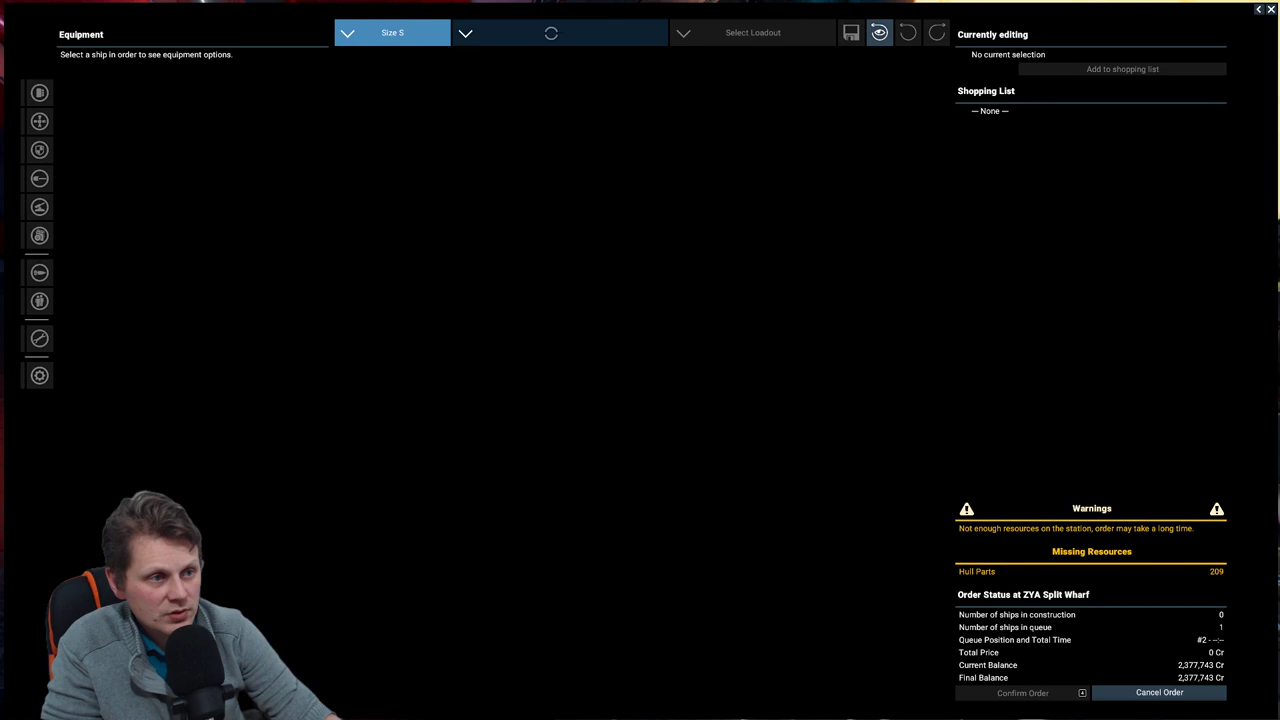 Equipment
Select a ship in order to see equipment options.
Size S
Select Loadout
Currently editing
No current selection
Add to shopping list
Shopping List
— None —
Warnings
Not enough resources on the station, order may take a long time.
Missing Resources
Hull Parts 209
Order Status at ZYA Split Wharf
Number of ships in construction 0
Number of ships in queue 1
Queue Position and Total Time #2 - --:--
Total Price 0 Cr
Current Balance 2,377,743 Cr
Final Balance 2,377,743 Cr
Confirm Order
Cancel Order